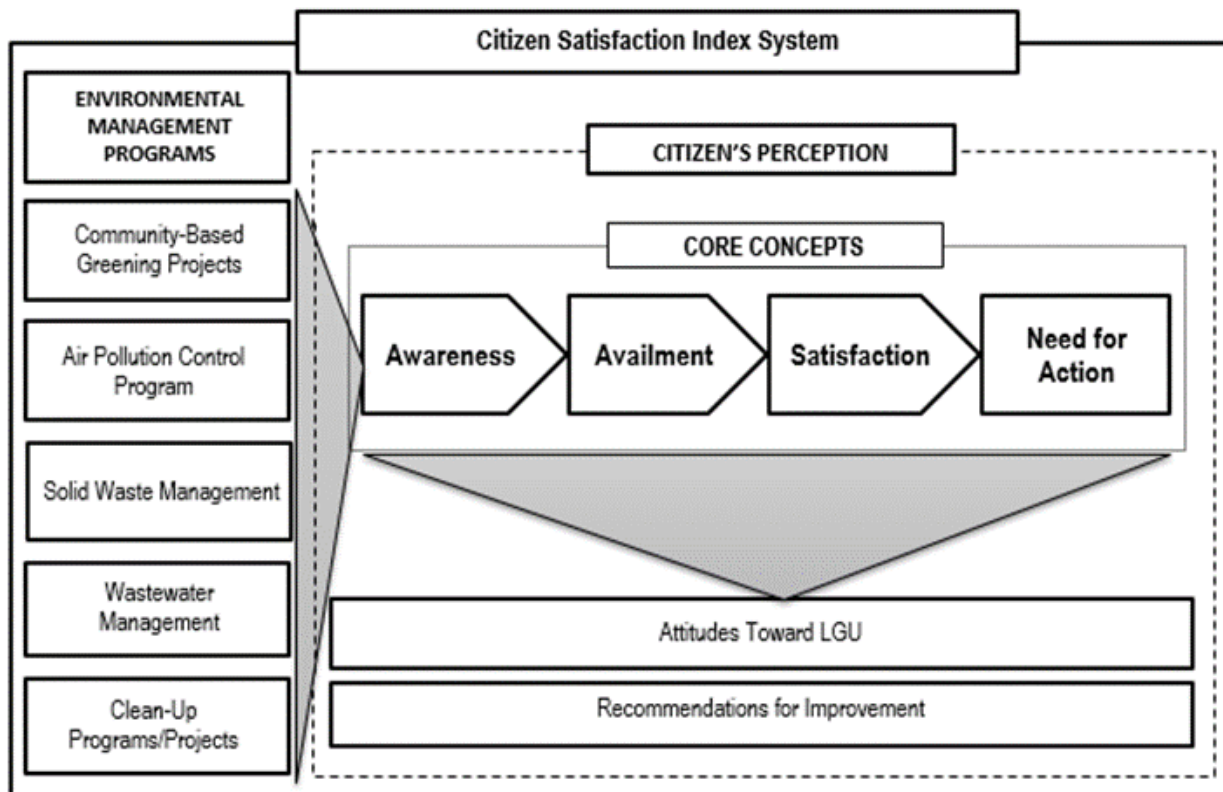 Citizen Satisfaction Index System
ENVIRONMENTAL
MANAGEMENT
PROGRAMS
Community-Based
Greening Projects
Air Pollution Control
Program
Solid Waste Management
Wastewater
Management
Clean-Up
Programs/Projects
CITIZEN'S PERCEPTION
CORE CONCEPTS
Awareness
Availment
Satisfaction
Need for
Action
Attitudes Toward LGU
Recommendations for Improvement